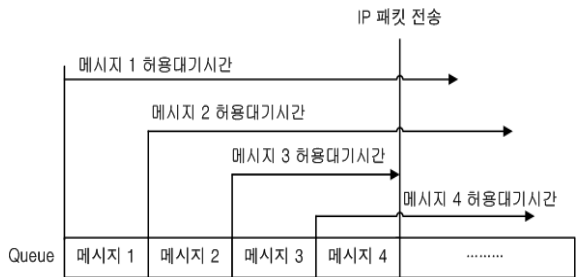 IP 패킷 전송
메시지 1 허용대기시간
메시지 2 허용대기시간
메시지 3 허용대기시간
메시지 4 허용대기시간
Queue 메시지 1 메시지 2 메시지 3 메시지 4 ………